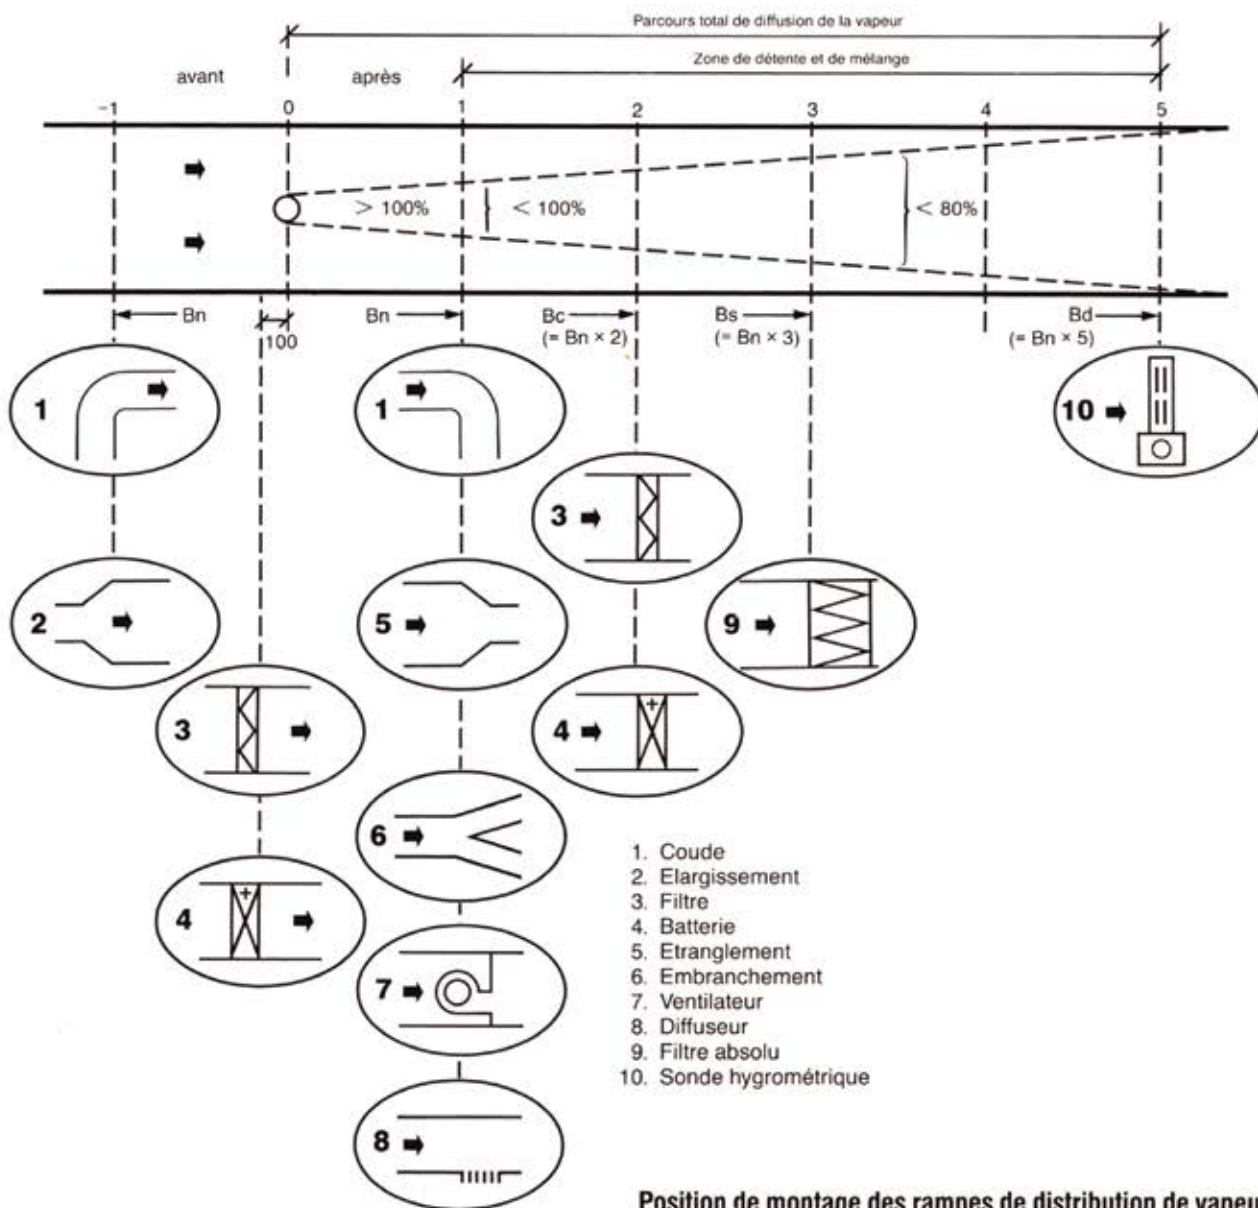 Parcours total de diffusion de la vapeur
Zone de détente et de mélange
avant
après
-1
0
1
2
3
4
5
> 100%
< 100%
< 80%
Bn
100
Bn
Bc
(= Bn × 2)
Bs
(= Bn × 3)
Bd
(= Bn × 5)
1
1
10
3
2
5
9
3
4
+
6
4
+
7
8
1. Coude
2. Elargissement
3. Filtre
4. Batterie
5. Etranglement
6. Embranchement
7. Ventilateur
8. Diffuseur
9. Filtre absolu
10. Sonde hygrométrique
Position de montage des rampes de distribution de vapeu